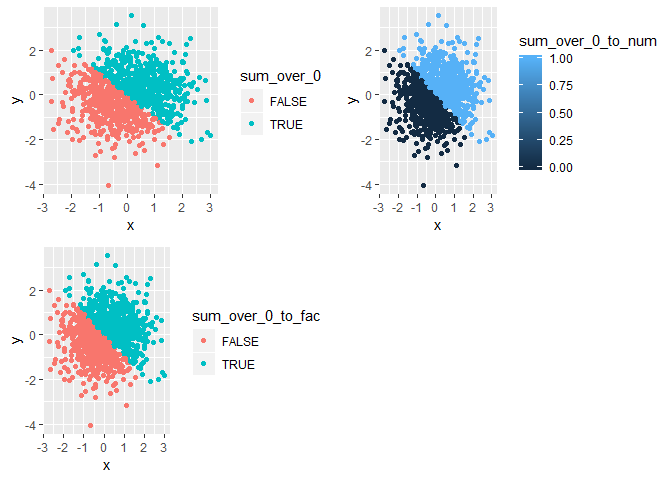 sum_over_0
FALSE
TRUE
y
2
0
-2
-4
-3 -2 -1 0 1 2 3
x
sum_over_0_to_num
1.00
0.75
0.50
0.25
0.00
y
2
0
-2
-4
-3 -2 -1 0 1 2 3
x
sum_over_0_to_fac
FALSE
TRUE
y
2
0
-2
-4
-3 -2 -1 0 1 2 3
x